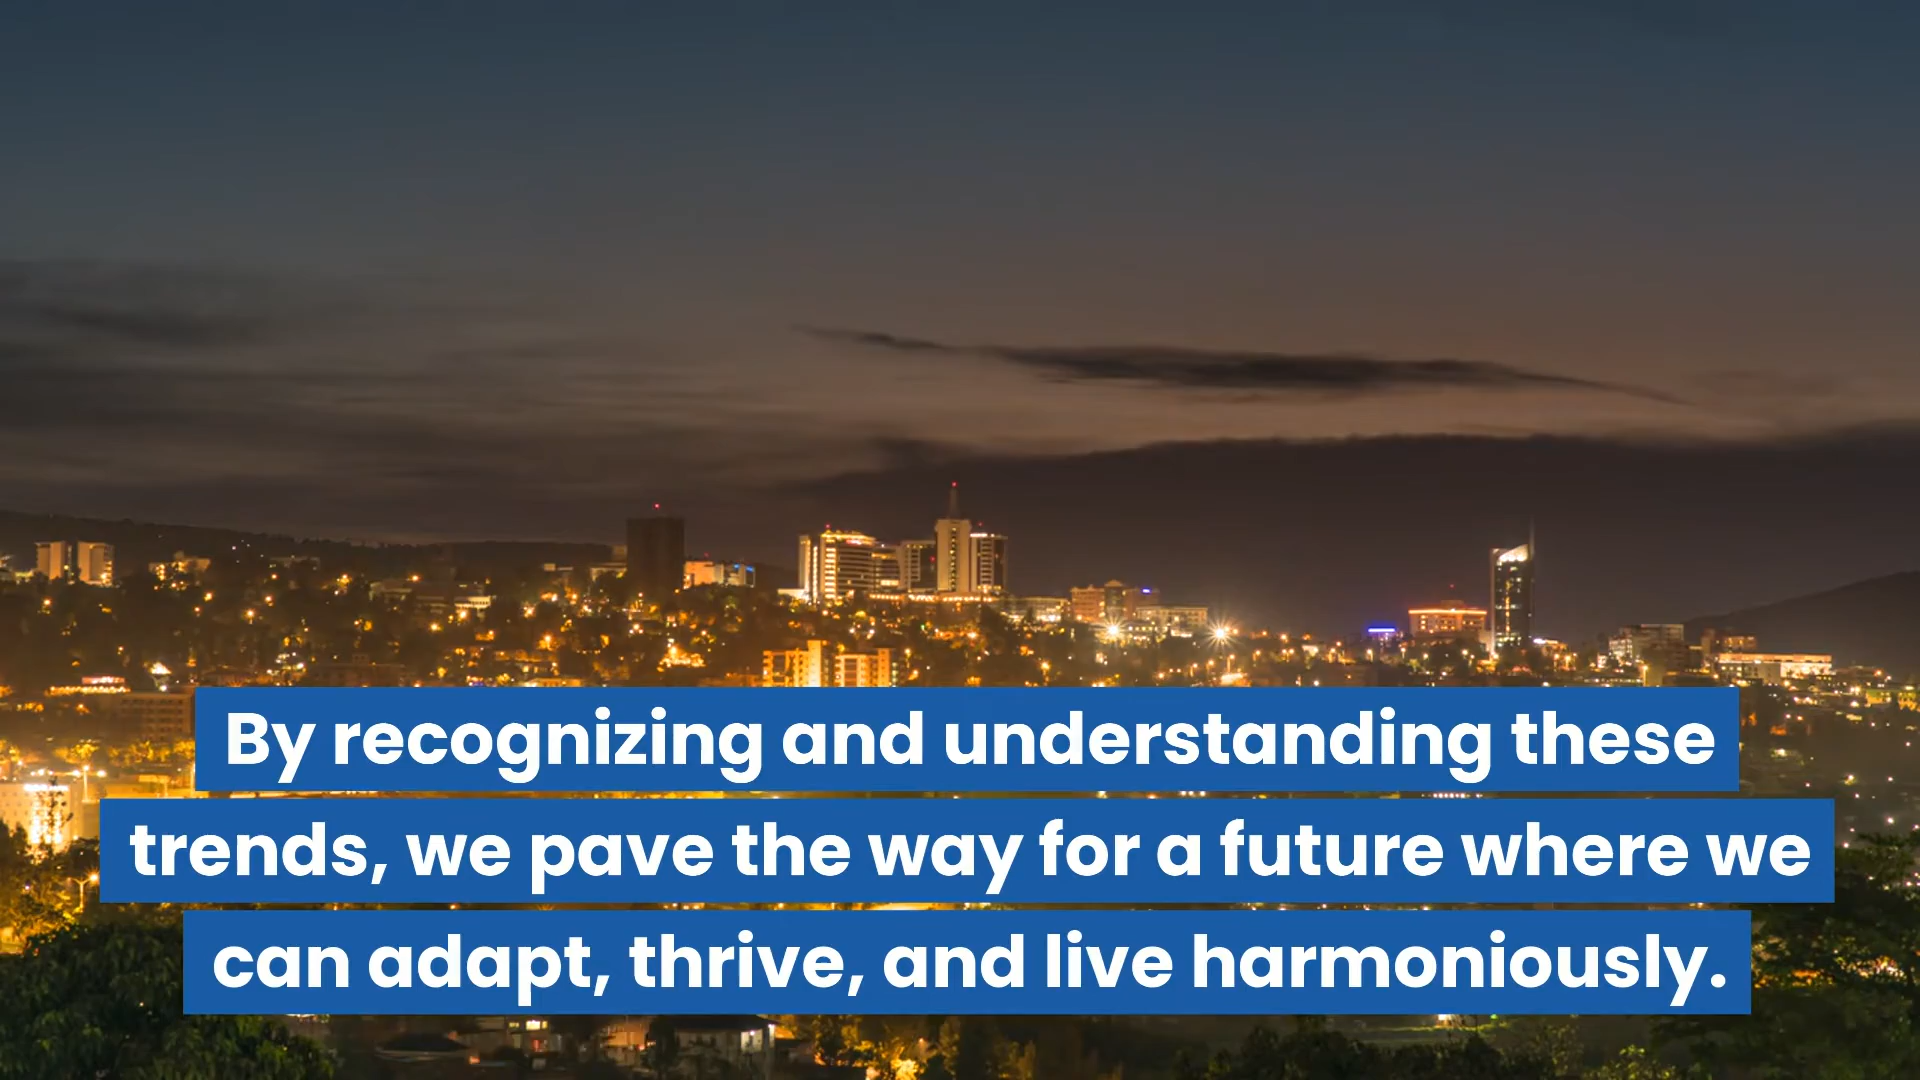 By recognizing and understanding these
trends, we pave the way for a future where we
can adapt, thrive, and live harmoniously.